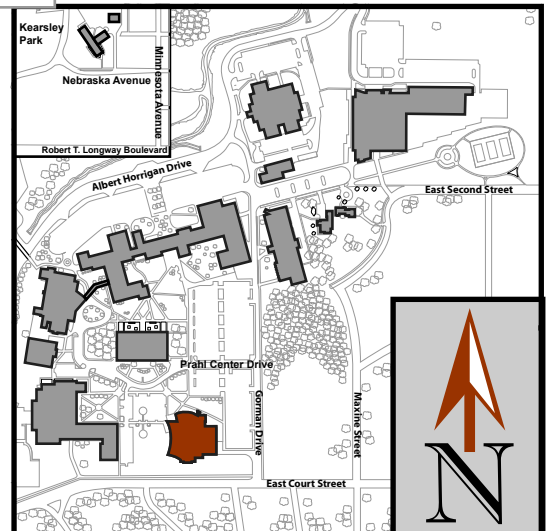 Kearsley
Park
Minnesota Avenue
Nebraska Avenue
Robert T. Longway Boulevard
Albert Horrigan Drive
East Second Street
Prahl Center Drive
Gorman Drive
Maxine Street
East Court Street
N